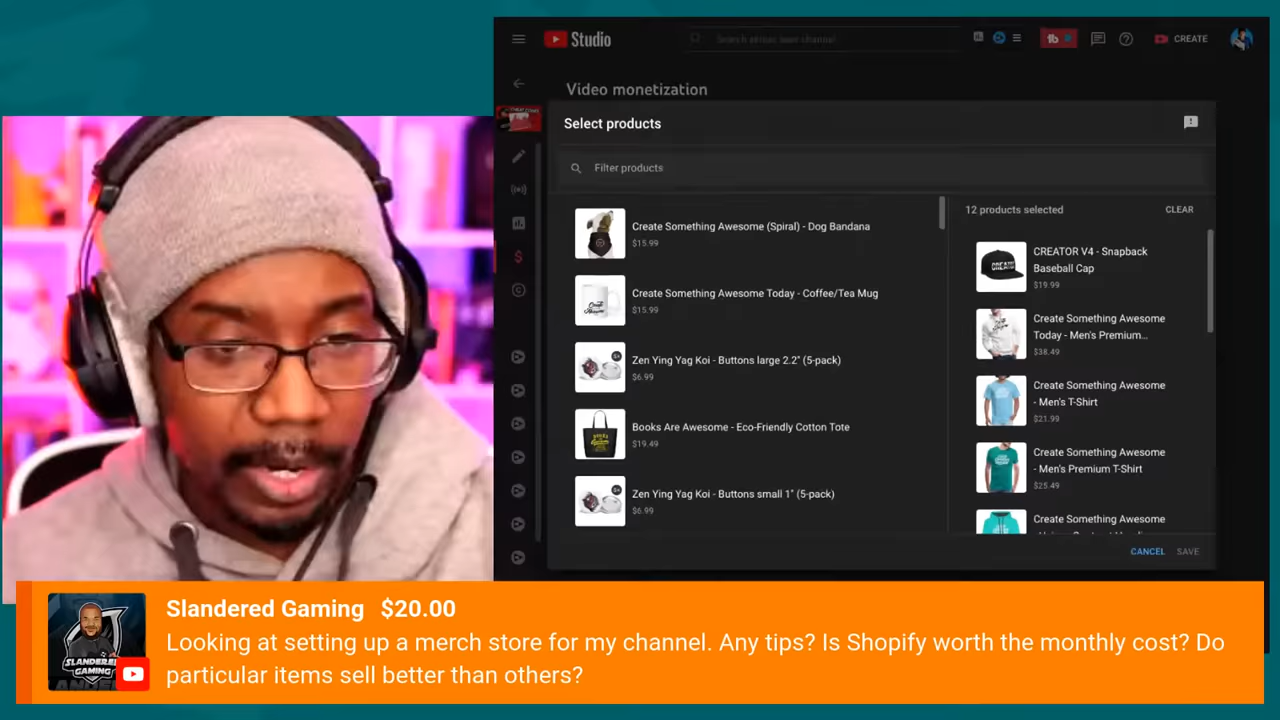 Studio
Search across your channel
CREATE
Video monetization
Select products
Filter products
Create Something Awesome (Spiral) - Dog Bandana
$15.99
Create Something Awesome Today - Coffee/Tea Mug
$15.99
Zen Ying Yag Koi - Buttons large 2.2" (5-pack)
$6.99
Books Are Awesome - Eco-Friendly Cotton Tote
$19.49
Zen Ying Yag Koi - Buttons small 1" (5-pack)
$6.99
12 products selected
CLEAR
CREATOR V4 - Snapback
Baseball Cap
$19.99
Create Something Awesome
Today - Men's Premium...
$38.49
Create Something Awesome
- Men's T-Shirt
$21.99
Create Something Awesome
- Men's Premium T-Shirt
$25.49
Create Something Awesome
CANCEL SAVE
Slandered Gaming $20.00
Looking at setting up a merch store for my channel. Any tips? Is Shopify worth the monthly cost? Do
particular items sell better than others?